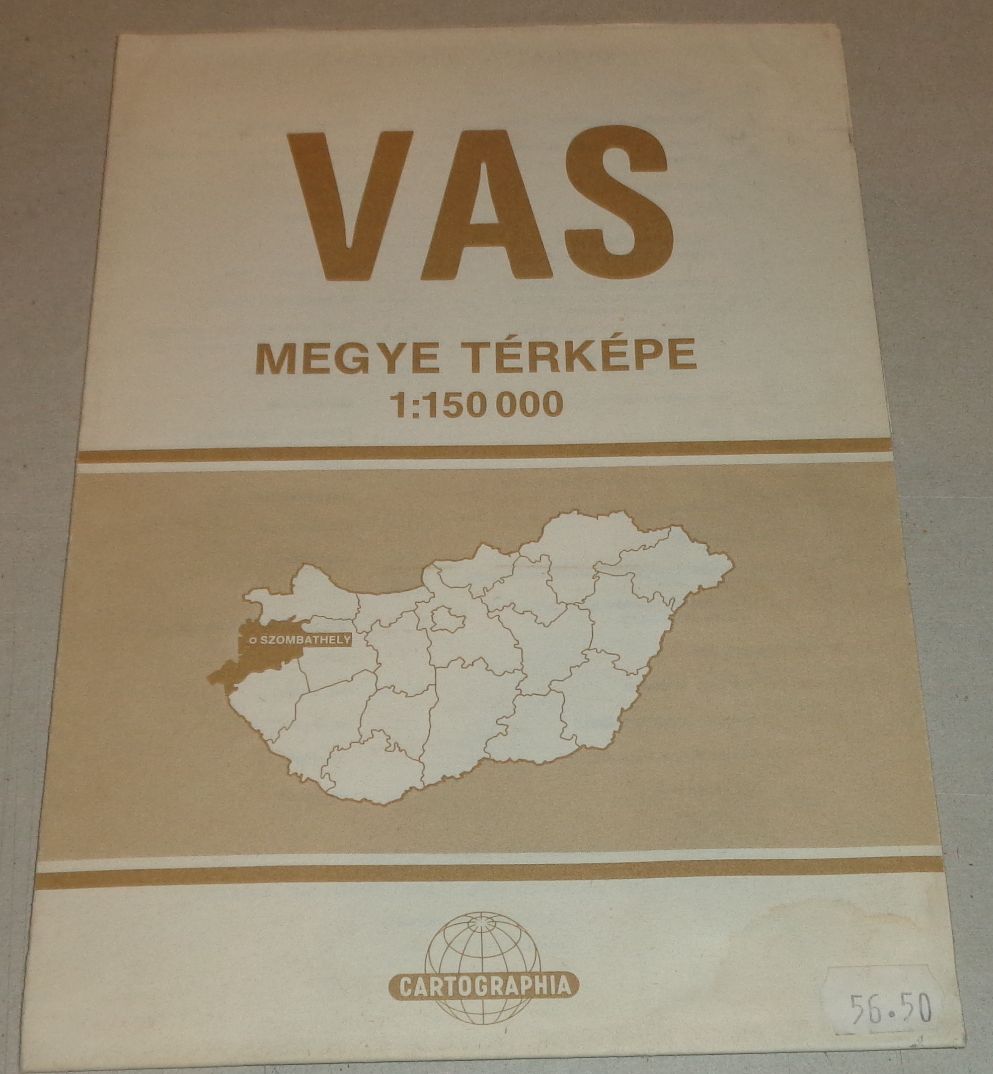 VAS
MEGYE TÉRKÉPE
1:150 000
SZOMBATHELY
CARTOGRAPHIA
56.50